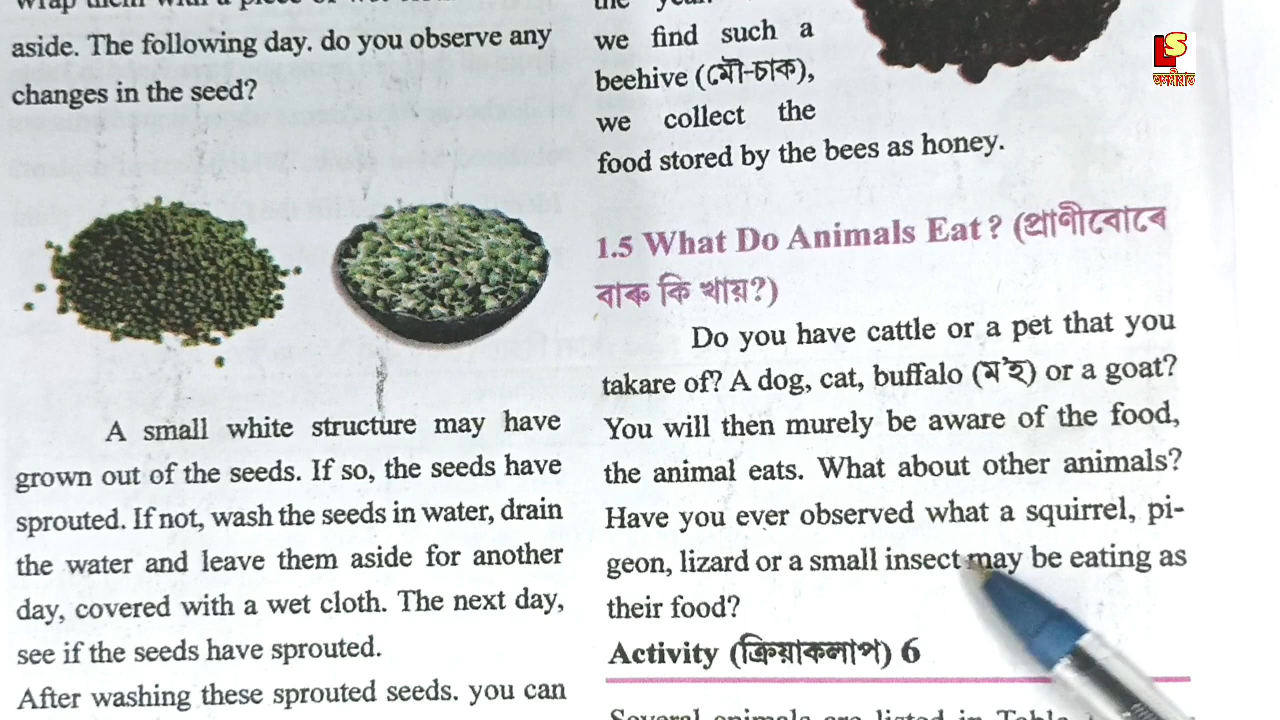 aside. The following day. do you observe any
changes in the seed?
A small white structure may have
grown out of the seeds. If so, the seeds have
sprouted. If not, wash the seeds in water, drain
the water and leave them aside for another
day, covered with a wet cloth. The next day,
see if the seeds have sprouted.
After washing these sprouted seeds. you can
we find such a
beehive (মৌ-চাক),
we collect the
food stored by the bees as honey.
1.5 What Do Animals Eat? (প্ৰাণীবোৰে
বাৰু কি খায়?)
Do you have cattle or a pet that you
takare of? A dog, cat, buffalo (ম'হ) or a goat?
You will then murely be aware of the food,
the animal eats. What about other animals?
Have you ever observed what a squirrel, pi-
geon, lizard or a small insect may be eating as
their food?
Activity (ক্ৰিয়াকলাপ) 6
Several animals are listed in Table
LS